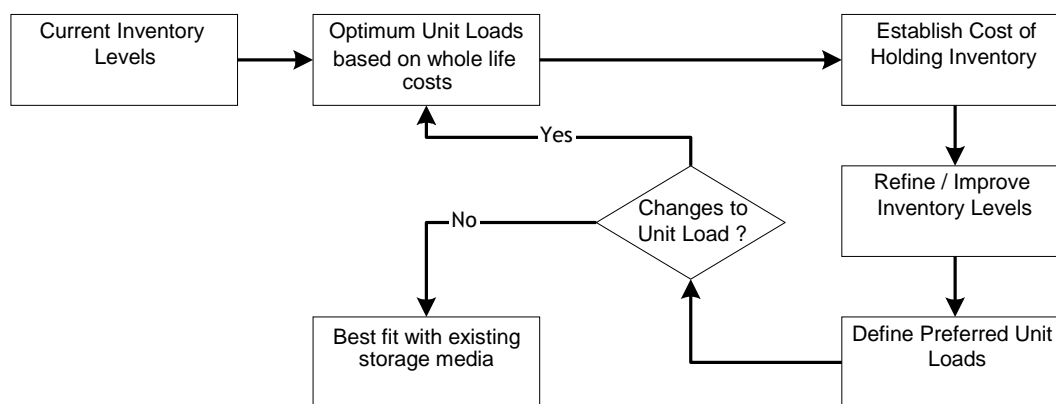 Current Inventory
Levels
Optimum Unit Loads
based on whole life
costs
Establish Cost of
Holding Inventory
Yes
Refine / Improve
Inventory Levels
Changes to
Unit Load ?
No
Best fit with existing
storage media
Define Preferred Unit
Loads